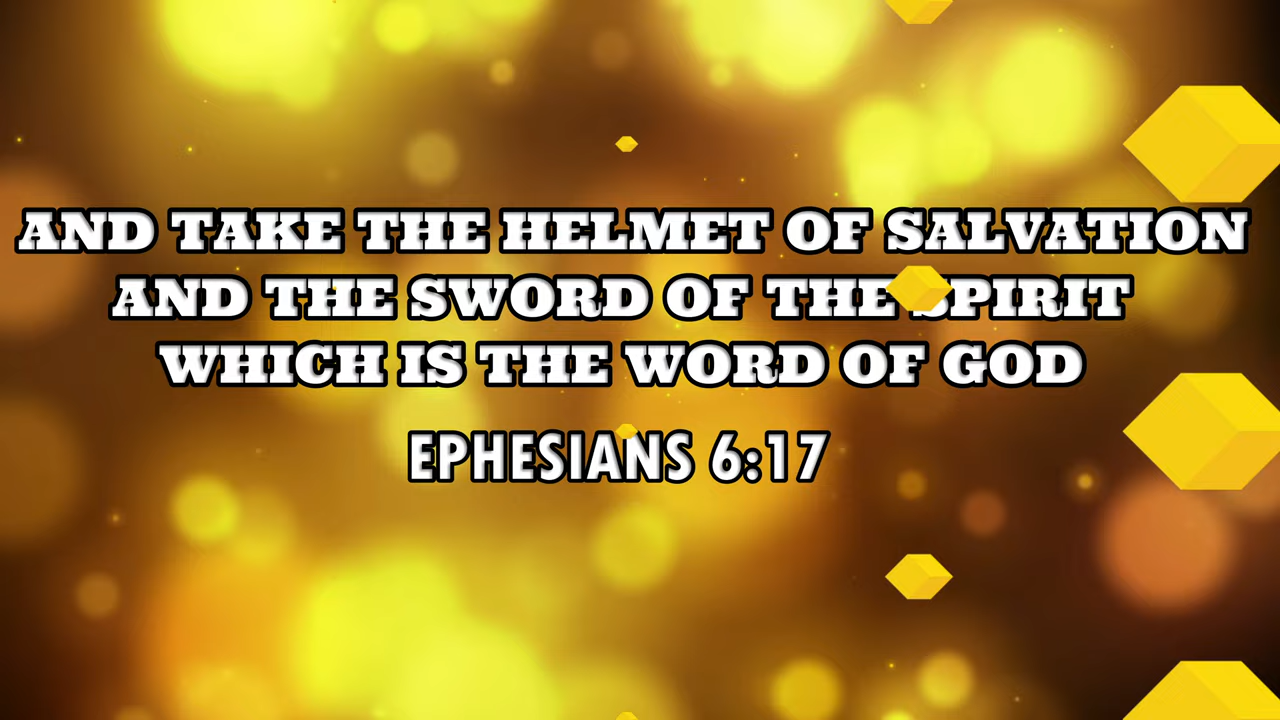 AND TAKE THE HELMET OF SALVATION
AND THE SWORD OF THE SPIRIT
WHICH IS THE WORD OF GOD
EPHESIANS 6:17